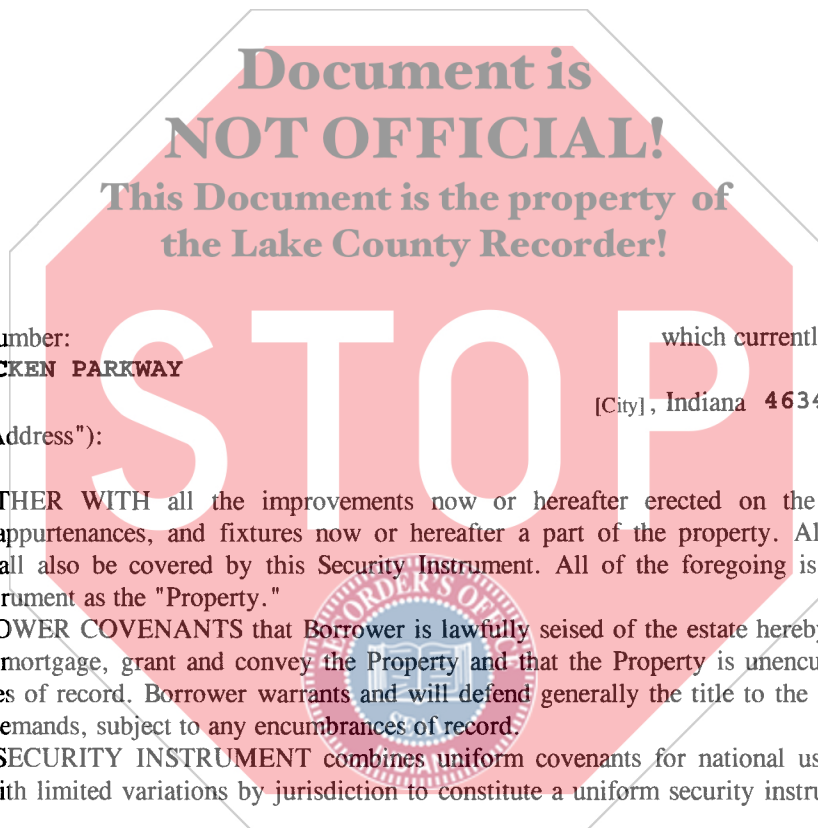 Document is
NOT OFFICIAL!
This Document is the property of
the Lake County Recorder!
STOP
umber: which currentl
CKEN PARKWAY
[City], Indiana 4634
Address"):
THER WITH all the improvements now or hereafter erected on the
appurtenances, and fixtures now or hereafter a part of the property. Al
all also be covered by this Security Instrument. All of the foregoing is
rument as the "Property."
OWER COVENANTS that Borrower is lawfully seised of the estate hereby
mortgage, grant and convey the Property and that the Property is unencu
es of record. Borrower warrants and will defend generally the title to the
emands, subject to any encumbrances of record.
SECURITY INSTRUMENT combines uniform covenants for national us
ith limited variations by jurisdiction to constitute a uniform security instru
RECORDER'S OFFICE
SEAL